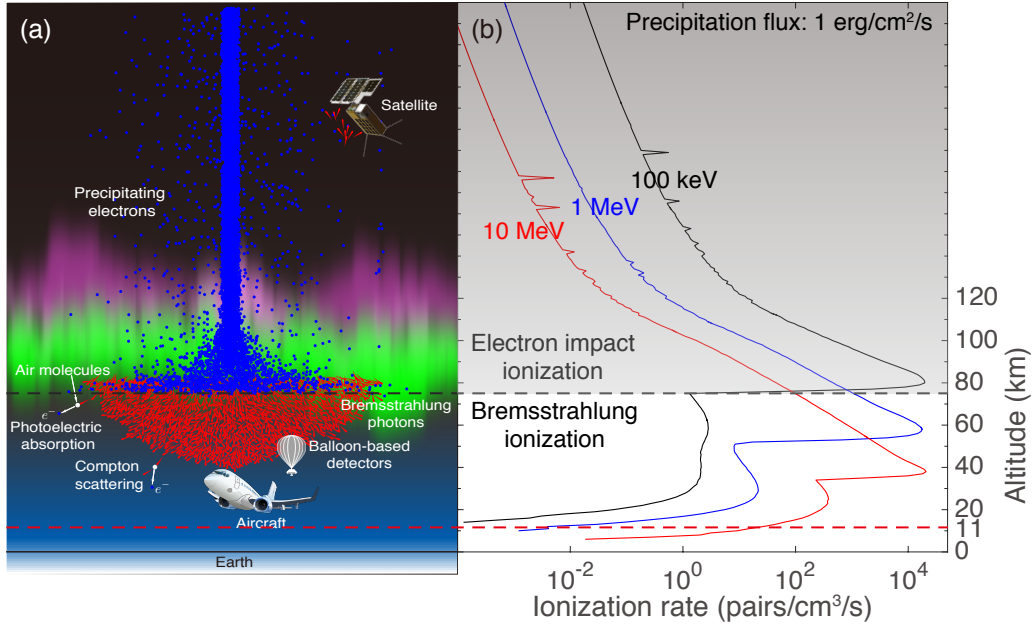 (a)
Satellite
Precipitating
electrons
Air molecules
e⁻
Photoelectric
absorption
Bremsstrahlung
photons
Balloon-based
detectors
Compton
scattering
e⁻
Aircraft
Earth
(b)
Precipitation flux: 1 erg/cm²/s
100 keV
1 MeV
10 MeV
Electron impact
ionization
Bremsstrahlung
ionization
120
100
80
60
40
20
11
0
Altitude (km)
10⁻² 10⁰ 10² 10⁴
Ionization rate (pairs/cm³/s)